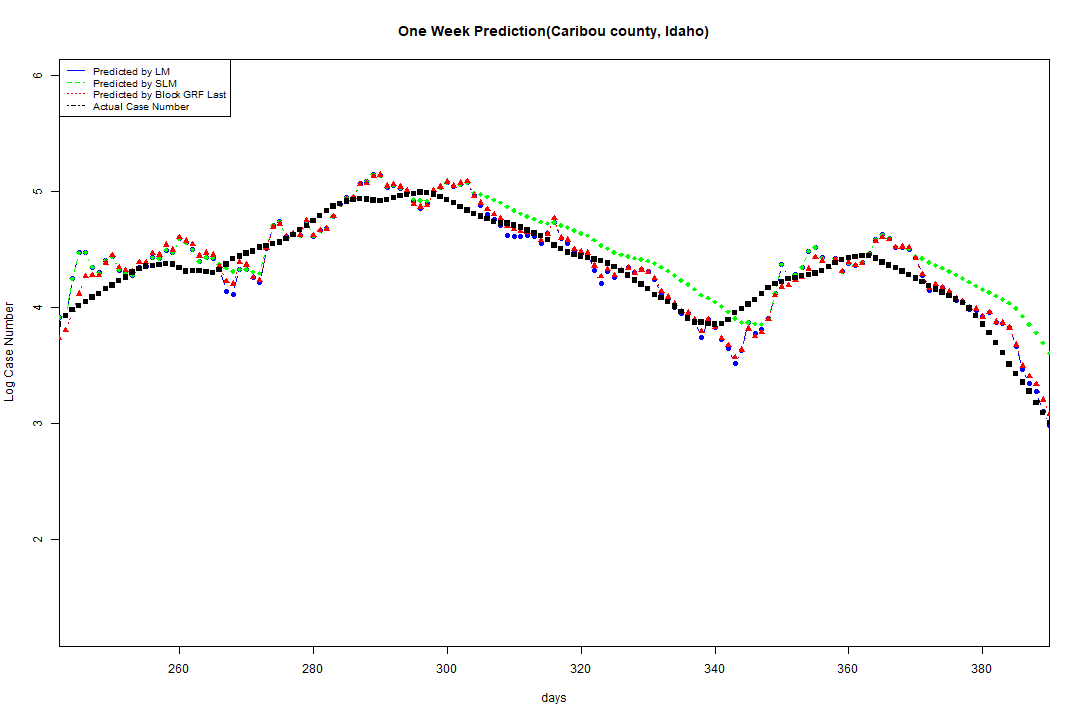 One Week Prediction(Caribou county, Idaho)
Predicted by LM
Predicted by SLM
Predicted by Block GRF Last
Actual Case Number
6
5
4
3
2
Log Case Number
260 280 300 320 340 360 380
days